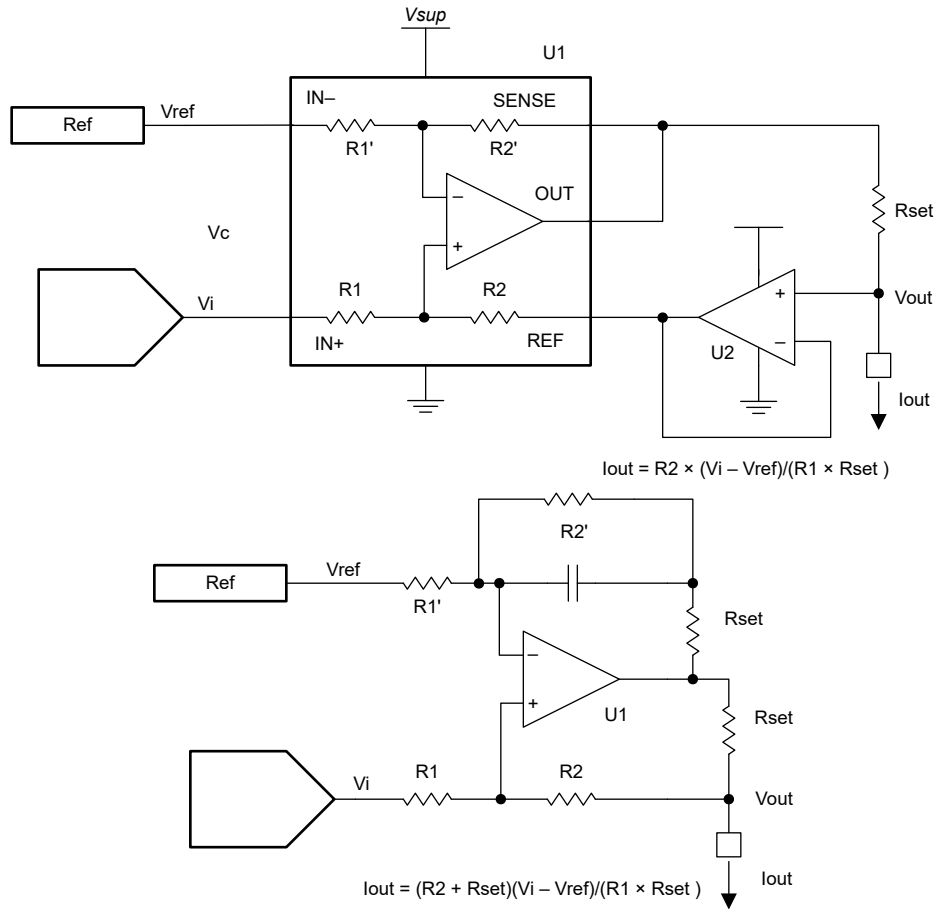 Vsup
U1
IN–
SENSE
Ref
Vref
R1'
R2'
–
OUT
Rset
Vc
+
Vi
R1
R2
+
Vout
IN+
REF
U2
–
Iout
Iout = R2 × (Vi – Vref)/(R1 × Rset )
R2'
Ref
Vref
R1'
Rset
–
+
U1
Rset
Vi
R1
R2
Vout
Iout
Iout = (R2 + Rset)(Vi – Vref)/(R1 × Rset )